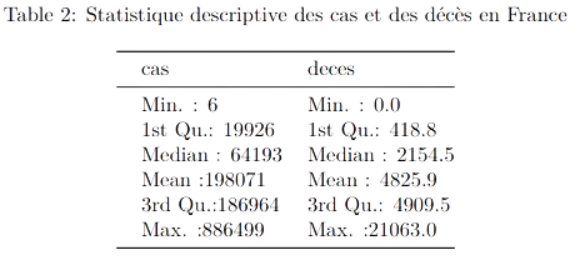 Table 2: Statistique descriptive des cas et des décès en France
cas deces
Min. : 6 Min. : 0.0
1st Qu.: 19926 1st Qu.: 418.8
Median : 64193 Median : 2154.5
Mean :198071 Mean : 4825.9
3rd Qu.:186964 3rd Qu.: 4909.5
Max. :886499 Max. :21063.0